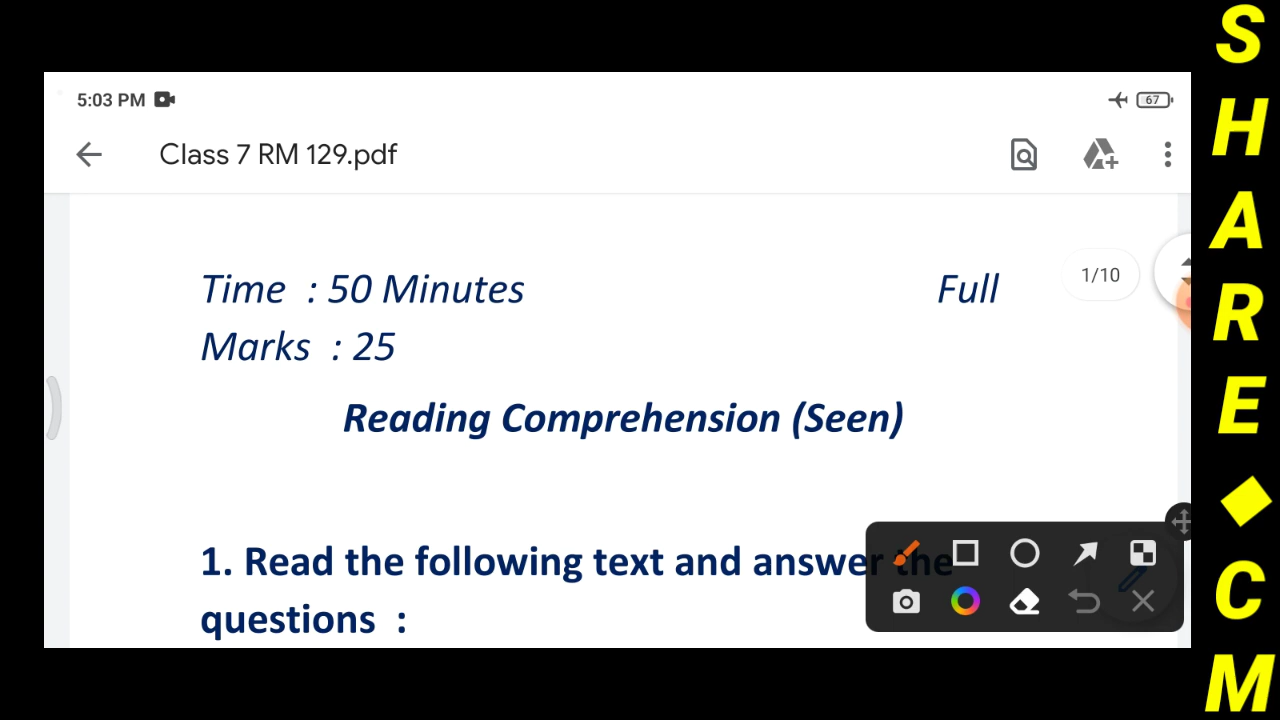 5:03 PM 67
Class 7 RM 129.pdf
Time : 50 Minutes Full
1/10
Marks : 25
Reading Comprehension (Seen)
1. Read the following text and answer the
questions :
SHARE◆CM